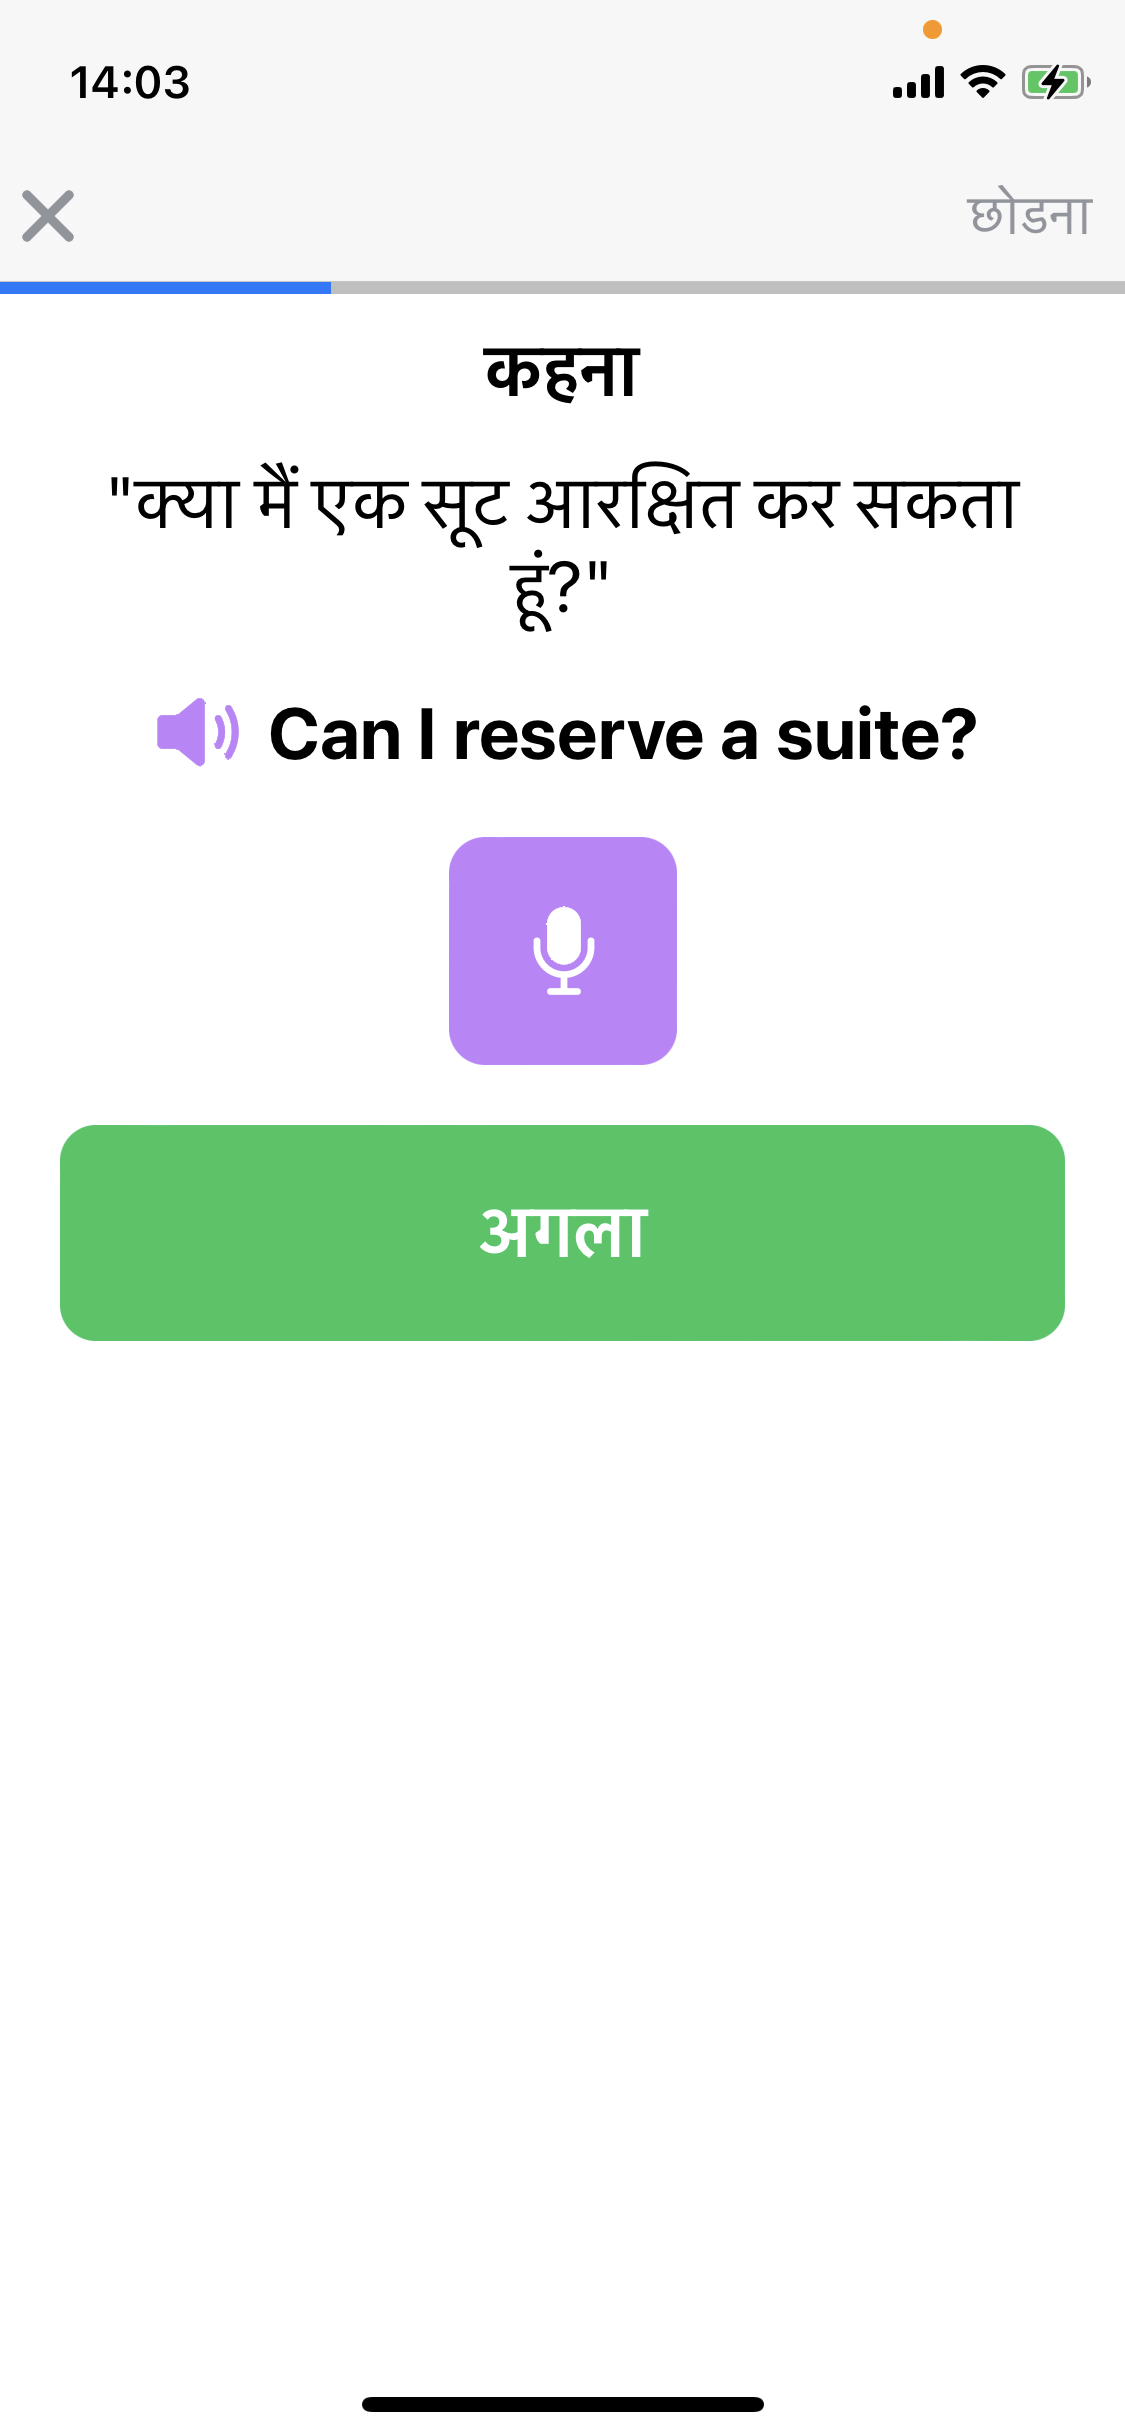 14:03
छोडना
कहना
"क्या मैं एक सूट आरक्षित कर सकता
हूं?"
Can I reserve a suite?
अगला